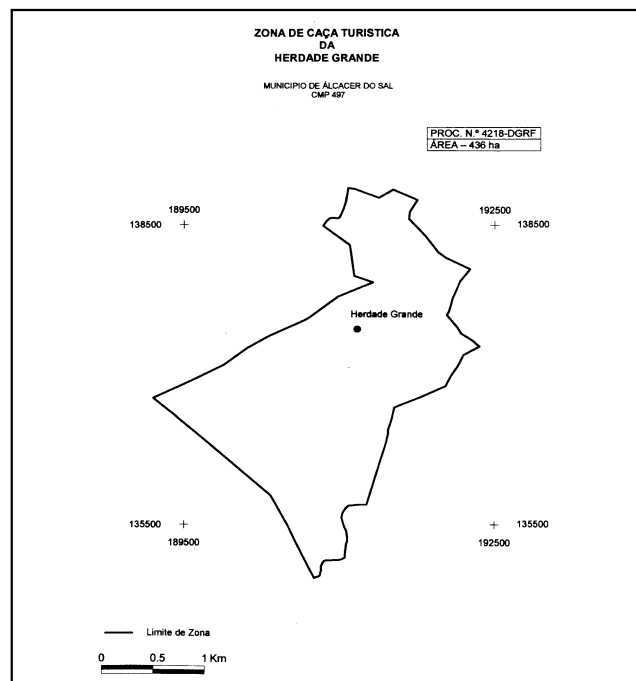 ZONA DE CAÇA TURISTICA
DA
HERDADE GRANDE
MUNICIPIO DE ÁLCACER DO SAL
CMP 497
PROC. N.º 4218-DGRF
ÁREA – 436 ha
189500
192500
138500
138500
Herdade Grande
135500
135500
189500
192500
Limite de Zona
0 0.5 1 Km